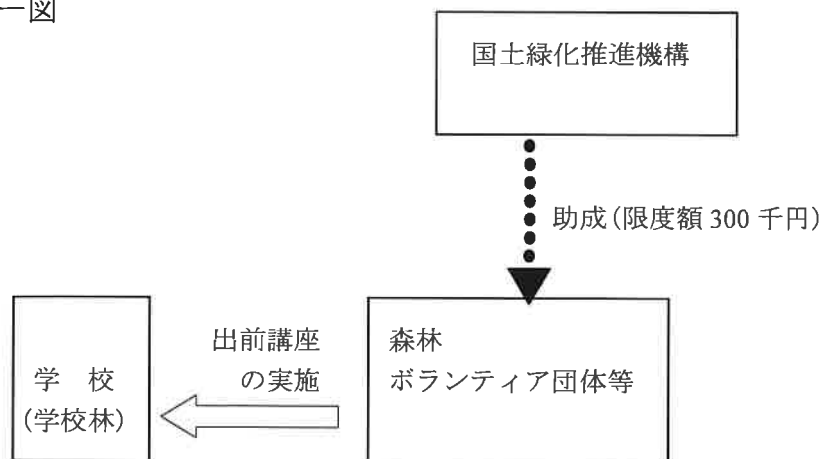 ー図
国土緑化推進機構
助成(限度額 300 千円)
出前講座
の実施
森林
ボランティア団体等
学　校
(学校林)